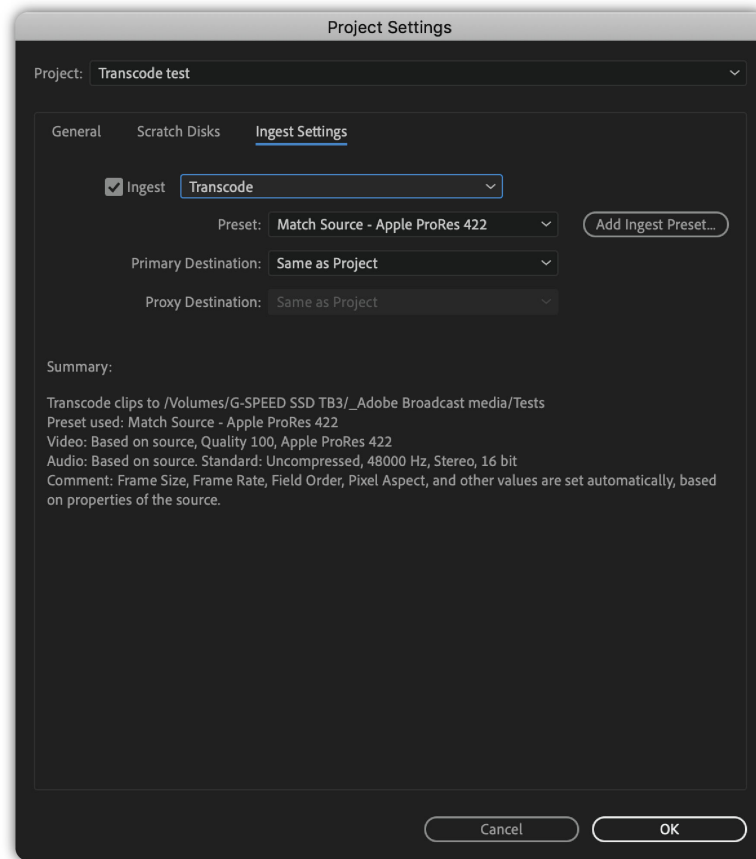 Project Settings
Project: Transcode test
General Scratch Disks Ingest Settings
Ingest Transcode
Preset: Match Source - Apple ProRes 422 Add Ingest Preset...
Primary Destination: Same as Project
Proxy Destination: Same as Project
Summary:
Transcode clips to /Volumes/G-SPEED SSD TB3/_Adobe Broadcast media/Tests
Preset used: Match Source - Apple ProRes 422
Video: Based on source, Quality 100, Apple ProRes 422
Audio: Based on source. Standard: Uncompressed, 48000 Hz, Stereo, 16 bit
Comment: Frame Size, Frame Rate, Field Order, Pixel Aspect, and other values are set automatically, based
on properties of the source.
Cancel OK